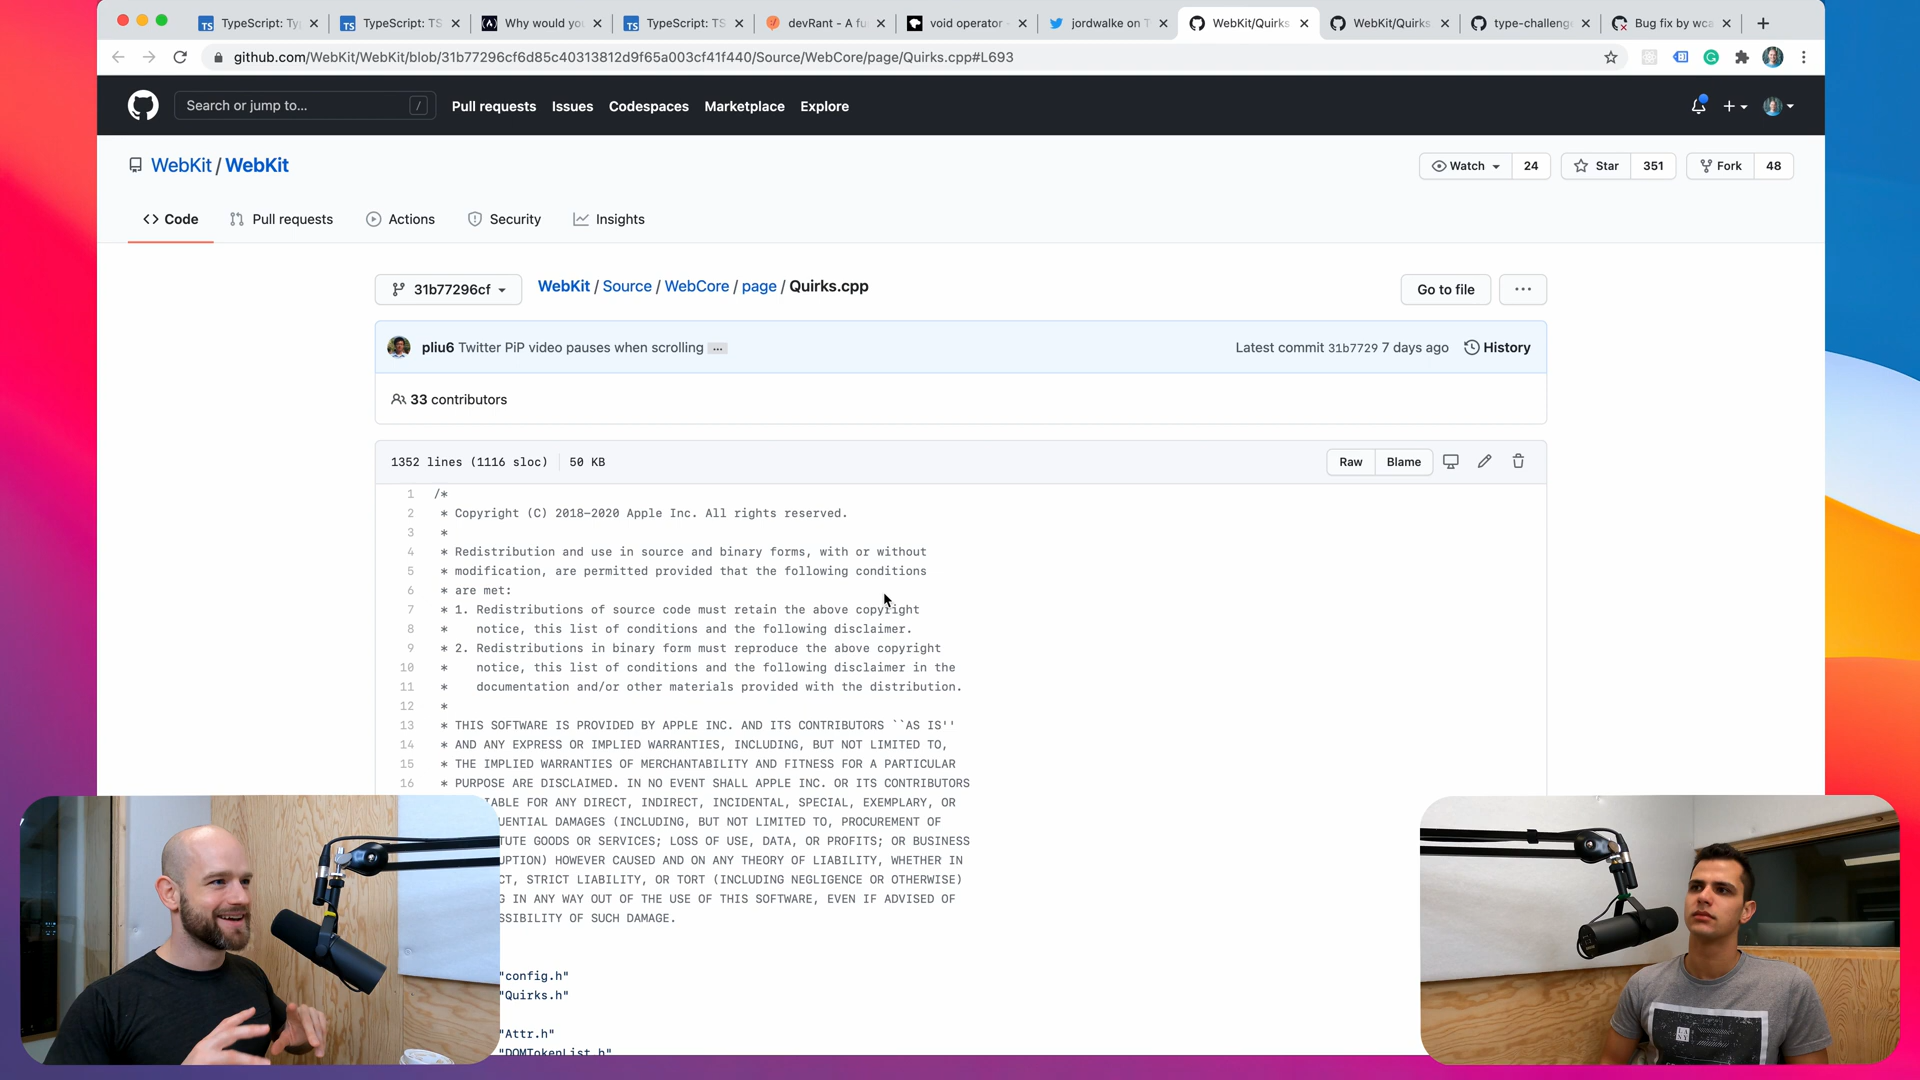 TypeScript: Ty
TypeScript: TS
Why would you
TypeScript: TS
devRant - A fu
void operator -
jordwalke on T
WebKit/Quirks
WebKit/Quirks
type-challeng
Bug fix by wca
github.com/WebKit/WebKit/blob/31b77296cf6d85c40313812d9f65a003cf41f440/Source/WebCore/page/Quirks.cpp#L693
Search or jump to... /
Pull requests Issues Codespaces Marketplace Explore
WebKit / WebKit
Watch 24 Star 351 Fork 48
Code Pull requests Actions Security Insights
31b77296cf WebKit / Source / WebCore / page / Quirks.cpp Go to file ...
pliu6 Twitter PiP video pauses when scrolling ... Latest commit 31b7729 7 days ago History
33 contributors
1352 lines (1116 sloc) 50 KB Raw Blame
1 /*
2 * Copyright (C) 2018-2020 Apple Inc. All rights reserved.
3 *
4 * Redistribution and use in source and binary forms, with or without
5 * modification, are permitted provided that the following conditions
6 * are met:
7 * 1. Redistributions of source code must retain the above copyright
8 * notice, this list of conditions and the following disclaimer.
9 * 2. Redistributions in binary form must reproduce the above copyright
10 * notice, this list of conditions and the following disclaimer in the
11 * documentation and/or other materials provided with the distribution.
12 *
13 * THIS SOFTWARE IS PROVIDED BY APPLE INC. AND ITS CONTRIBUTORS ``AS IS''
14 * AND ANY EXPRESS OR IMPLIED WARRANTIES, INCLUDING, BUT NOT LIMITED TO,
15 * THE IMPLIED WARRANTIES OF MERCHANTABILITY AND FITNESS FOR A PARTICULAR
16 * PURPOSE ARE DISCLAIMED. IN NO EVENT SHALL APPLE INC. OR ITS CONTRIBUTORS
IABLE FOR ANY DIRECT, INDIRECT, INCIDENTAL, SPECIAL, EXEMPLARY, OR
UENTIAL DAMAGES (INCLUDING, BUT NOT LIMITED TO, PROCUREMENT OF
TUTE GOODS OR SERVICES; LOSS OF USE, DATA, OR PROFITS; OR BUSINESS
UPTION) HOWEVER CAUSED AND ON ANY THEORY OF LIABILITY, WHETHER IN
CT, STRICT LIABILITY, OR TORT (INCLUDING NEGLIGENCE OR OTHERWISE)
G IN ANY WAY OUT OF THE USE OF THIS SOFTWARE, EVEN IF ADVISED OF
SSIBILITY OF SUCH DAMAGE.
"config.h"
"Quirks.h"
"Attr.h"
"DOMTokenList.h"